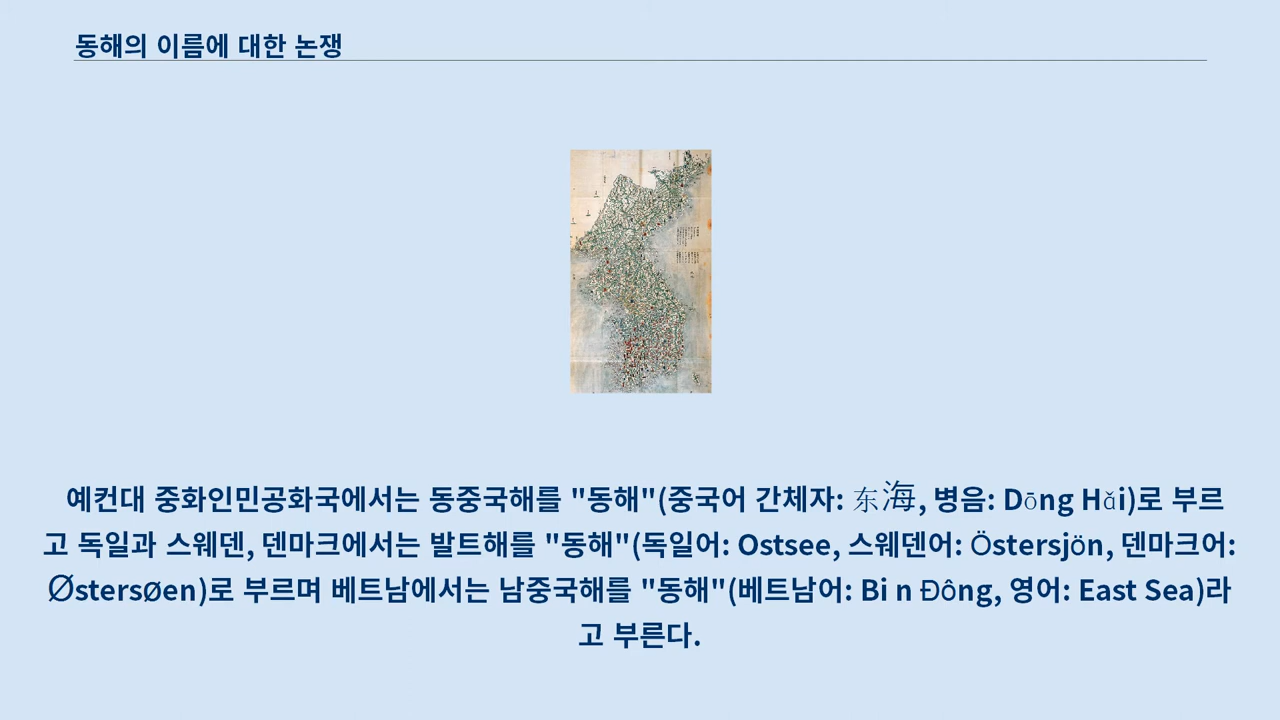 동해의 이름에 대한 논쟁
예컨대 중화인민공화국에서는 동중국해를 "동해"(중국어 간체자: 东海, 병음: Dōng Hǎi)로 부르
고 독일과 스웨덴, 덴마크에서는 발트해를 "동해"(독일어: Ostsee, 스웨덴어: Östersjön, 덴마크어:
Østersøen)로 부르며 베트남에서는 남중국해를 "동해"(베트남어: Bi n Đông, 영어: East Sea)라
고 부른다.